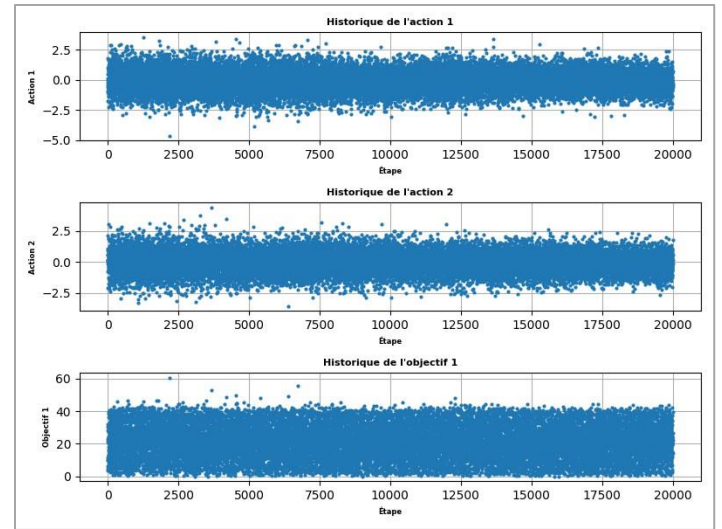 Historique de l'action 1
2.5
0.0
−2.5
−5.0
Action 1
0 2500 5000 7500 10000 12500 15000 17500 20000
Étape
Historique de l'action 2
2.5
0.0
−2.5
Action 2
0 2500 5000 7500 10000 12500 15000 17500 20000
Étape
Historique de l'objectif 1
60
40
20
0
Objectif 1
0 2500 5000 7500 10000 12500 15000 17500 20000
Étape